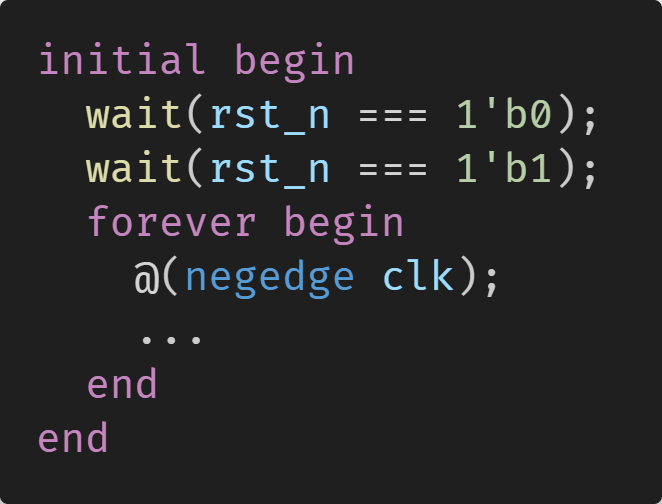 initial begin
  wait(rst_n === 1'b0);
  wait(rst_n === 1'b1);
  forever begin
    @(negedge clk);
    ...
  end
end